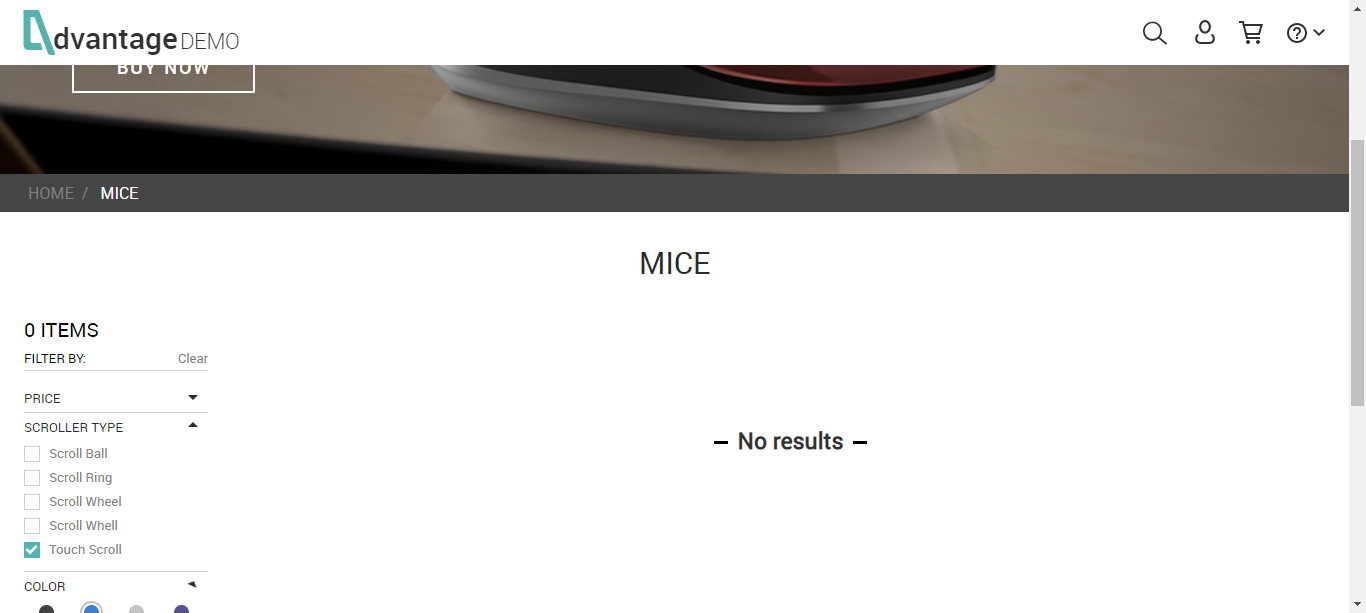 dvantage DEMO
BUY NOW
HOME / MICE
MICE
0 ITEMS
FILTER BY: Clear
PRICE
SCROLLER TYPE
Scroll Ball
Scroll Ring
Scroll Wheel
Scroll Whell
Touch Scroll
COLOR
No results